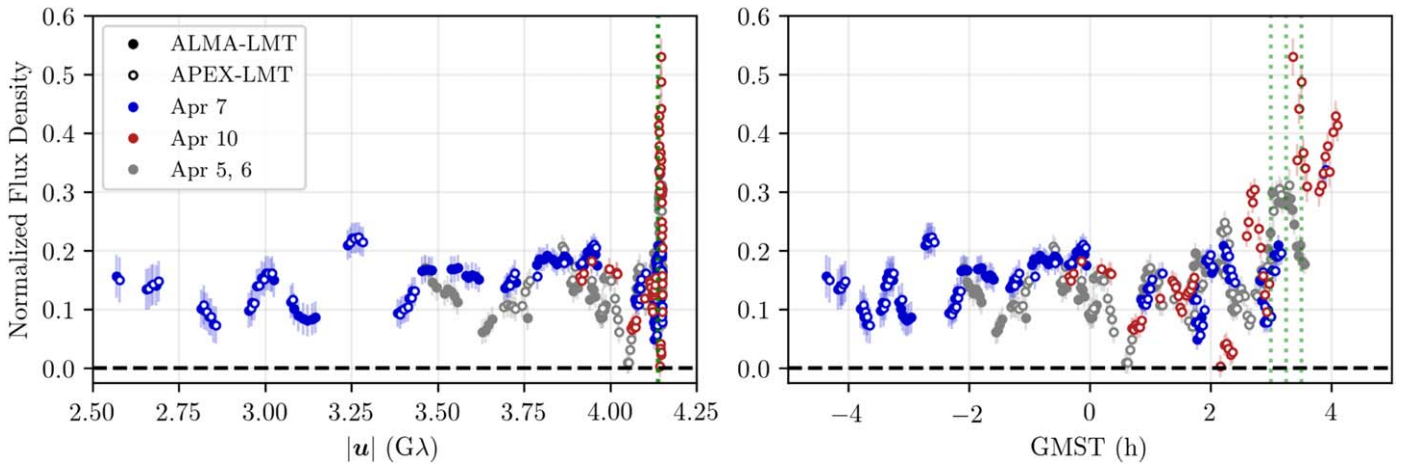 Normalized Flux Density
0.6
0.5
0.4
0.3
0.2
0.1
0.0
ALMA-LMT
APEX-LMT
Apr 7
Apr 10
Apr 5, 6
2.50 2.75 3.00 3.25 3.50 3.75 4.00 4.25
|u| (Gλ)
0.6
0.5
0.4
0.3
0.2
0.1
0.0
−4 −2 0 2 4
GMST (h)